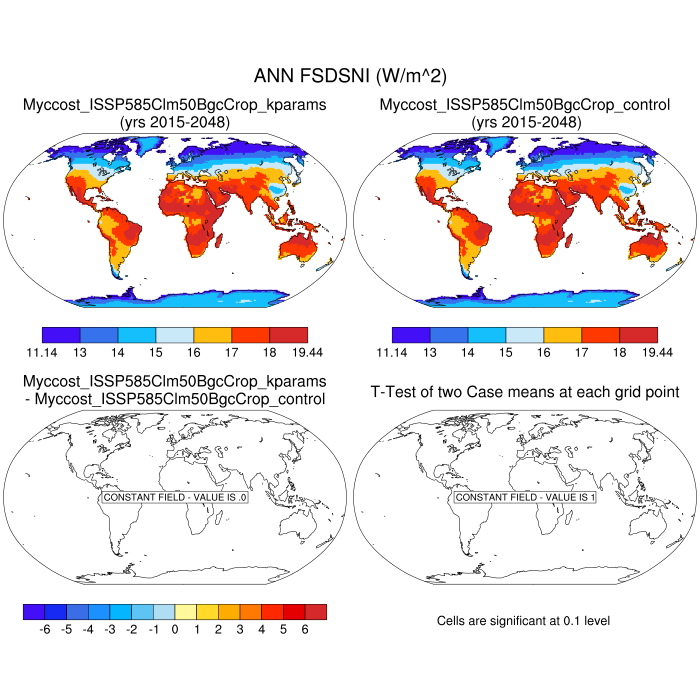 ANN FSDSNI (W/m^2)
Myccost_ISSP585Clm50BgcCrop_kparams
(yrs 2015-2048)
Myccost_ISSP585Clm50BgcCrop_control
(yrs 2015-2048)
11.14 13 14 15 16 17 18 19.44
11.14 13 14 15 16 17 18 19.44
Myccost_ISSP585Clm50BgcCrop_kparams
- Myccost_ISSP585Clm50BgcCrop_control
T-Test of two Case means at each grid point
CONSTANT FIELD - VALUE IS .0
CONSTANT FIELD - VALUE IS 1
-6 -5 -4 -3 -2 -1 0 1 2 3 4 5 6
Cells are significant at 0.1 level